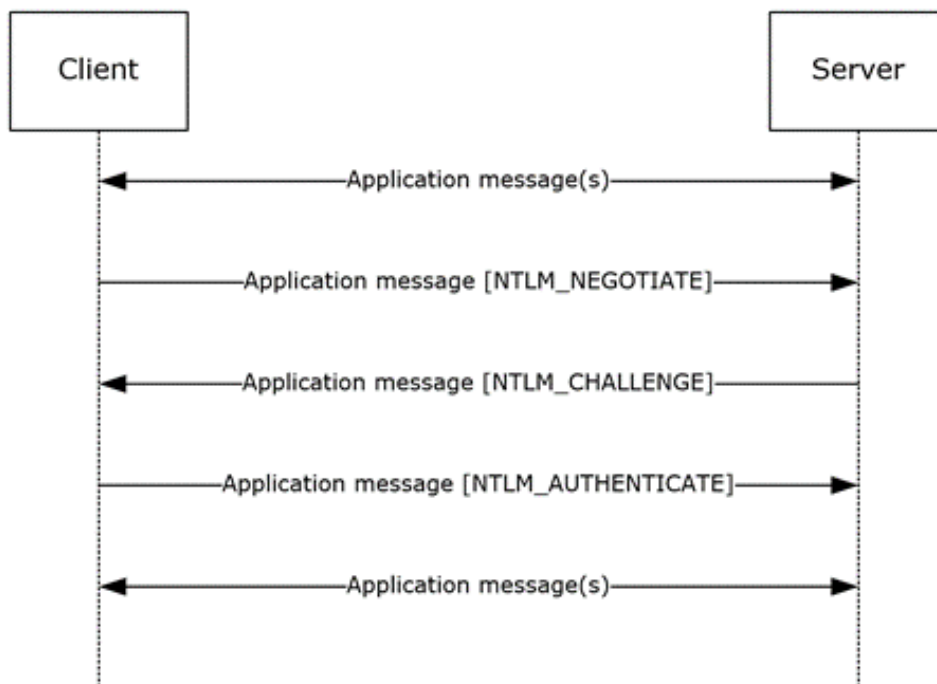 Client
Server
Application message(s)
Application message [NTLM_NEGOTIATE]
Application message [NTLM_CHALLENGE]
Application message [NTLM_AUTHENTICATE]
Application message(s)